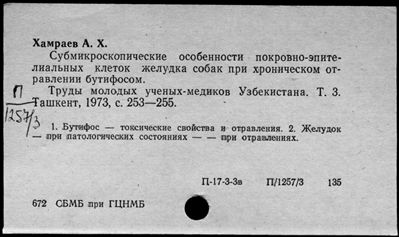 Хамраев А. Х.
Субмикроскопические особенности покровно-эпите-
лиальных клеток желудка собак при хроническом от-
равлении бутифосом.
П Труды молодых ученых-медиков Узбекистана. Т. 3.
1257/3 Ташкент, 1973, с. 253—255.
1. Бутифос — токсические свойства и отравления. 2. Желудок
— при патологических состояниях — — при отравлениях.
П-17-3-3в П/1257/3 135
672 СБМБ при ГЦНМБ